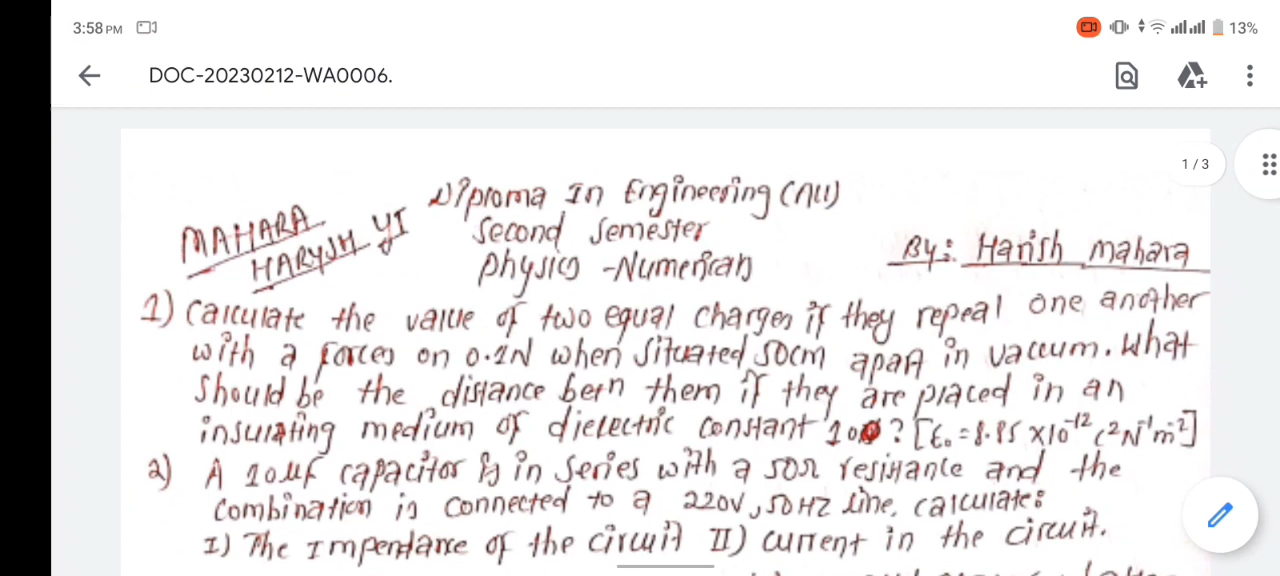 3:58 PM
13%
DOC-20230212-WA0006.
1 / 3
Diploma In Engineering (All)
MAHARA
HARYSH YI
Second Semester
By: Harish mahara
Physics -Numericals
1) Calculate the value of two equal charges if they repeal one another
with a forces on 0.1N when situated 50cm apart in vaccum. What
should be the distance betn them if they are placed in an
insulating medium of dielectric constant 10? [ε₀ = 8.85 ×10⁻¹² C²N⁻¹m⁻²]
2) A 10uf capacitor is in series with a 50Ω resistance and the
combination is connected to a 220V, 50HZ line, calculate:
I) The Impendance of the circuit II) current in the circuit.